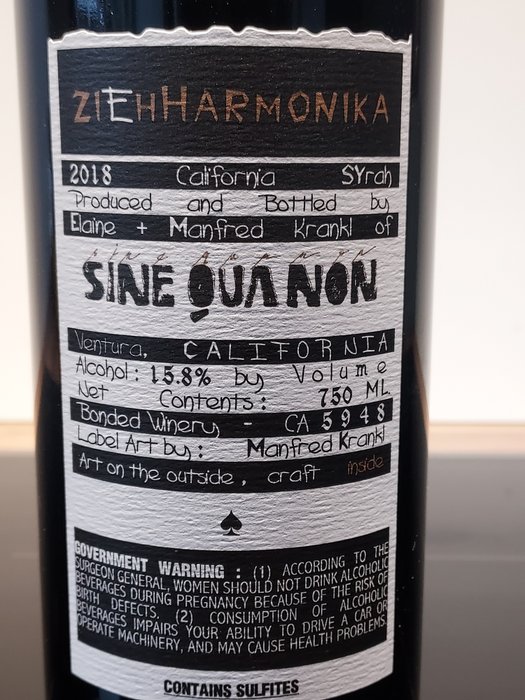 ZIEHHARMONIKA
2018 California SYrah
Produced and Bottled by
Elaine + Manfred Krankl of
sine qua non
SINE QUA NON
Ventura, CALIFORNIA
Alcohol: 15.8% by Volume
Net Contents: 750 ML
Bonded Winery - CA 5948
Label Art by: Manfred Krankl
Art on the outside, craft inside
GOVERNMENT WARNING : (1) ACCORDING TO THE
SURGEON GENERAL, WOMEN SHOULD NOT DRINK ALCOHOLIC
BEVERAGES DURING PREGNANCY BECAUSE OF THE RISK OF
BIRTH DEFECTS. (2) CONSUMPTION OF ALCOHOLIC
BEVERAGES IMPAIRS YOUR ABILITY TO DRIVE A CAR OR
OPERATE MACHINERY, AND MAY CAUSE HEALTH PROBLEMS.
CONTAINS SULFITES